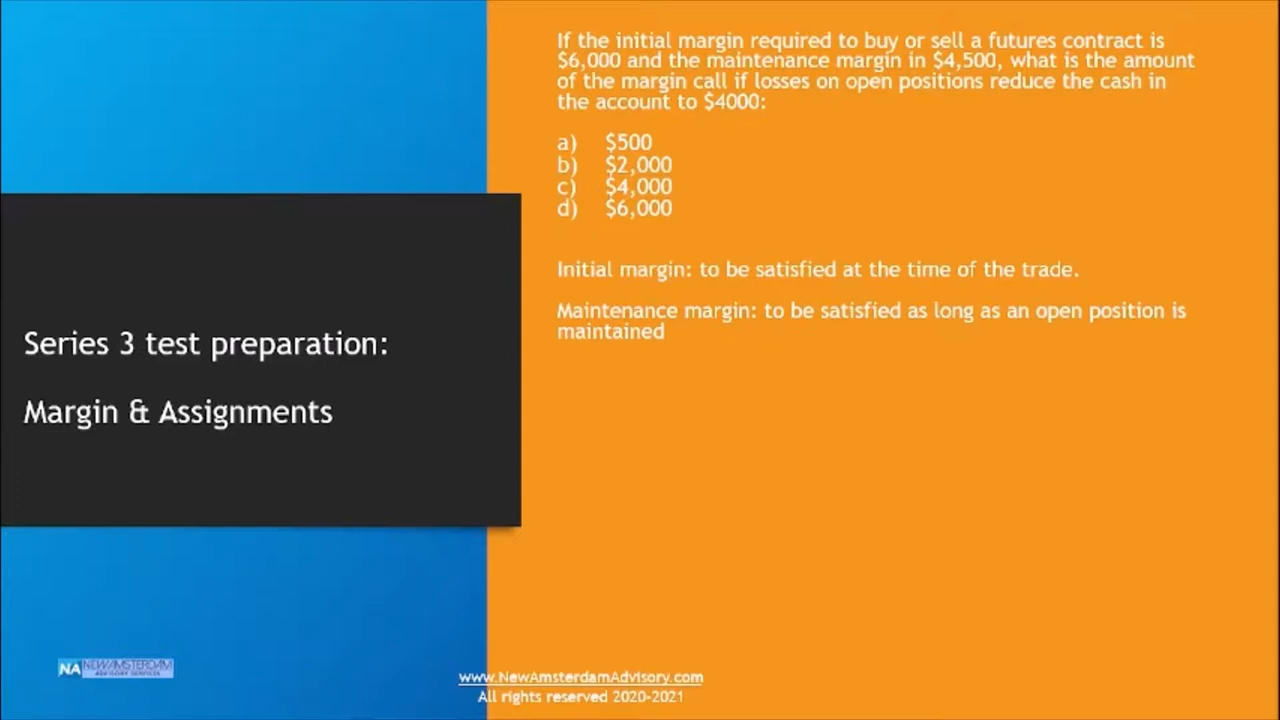 If the initial margin required to buy or sell a futures contract is
$6,000 and the maintenance margin in $4,500, what is the amount
of the margin call if losses on open positions reduce the cash in
the account to $4000:
a) $500
b) $2,000
c) $4,000
d) $6,000
Initial margin: to be satisfied at the time of the trade.
Maintenance margin: to be satisfied as long as an open position is
maintained
Series 3 test preparation:
Margin & Assignments
NA NEWAMSTERDAM
ADVISORY SERVICES
www.NewAmsterdamAdvisory.com
All rights reserved 2020-2021